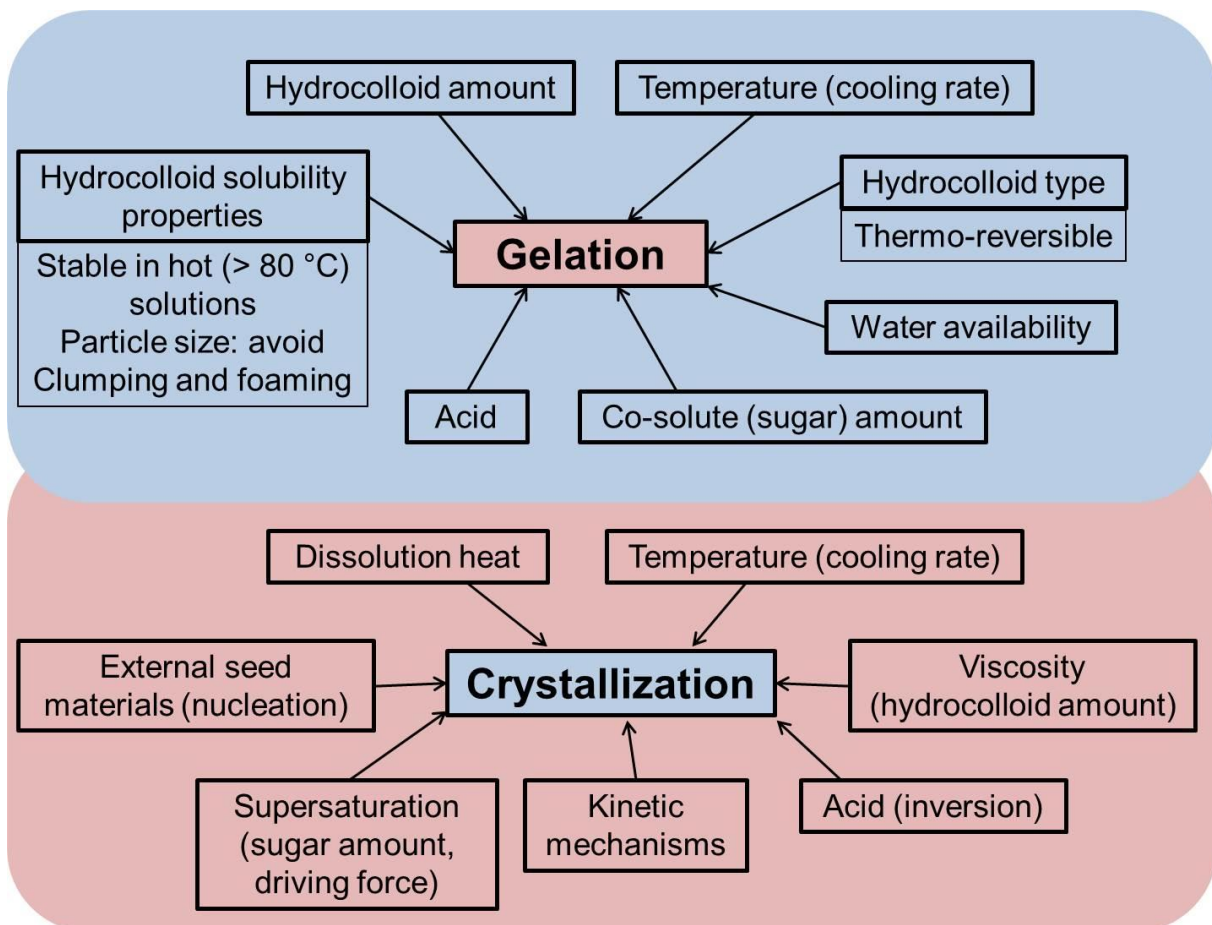 Hydrocolloid amount
Temperature (cooling rate)
Hydrocolloid solubility
properties
Stable in hot (> 80 °C)
solutions
Particle size: avoid
Clumping and foaming
Hydrocolloid type
Thermo-reversible
Gelation
Water availability
Acid
Co-solute (sugar) amount
Dissolution heat
Temperature (cooling rate)
External seed
materials (nucleation)
Crystallization
Viscosity
(hydrocolloid amount)
Supersaturation
(sugar amount,
driving force)
Kinetic
mechanisms
Acid (inversion)